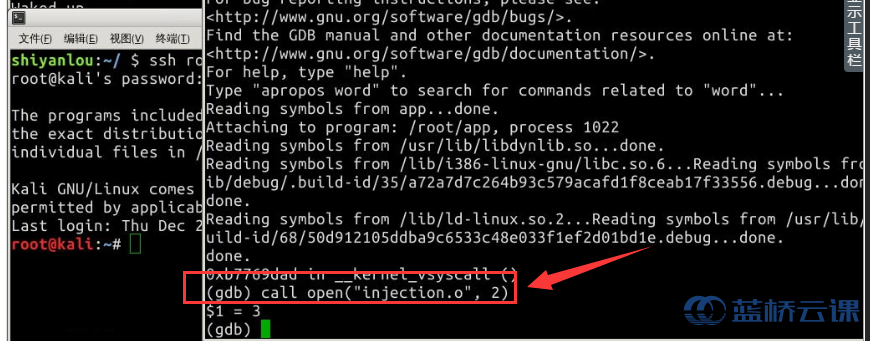 Waked up
文件(F) 编辑(E) 视图(V) 终端(T)
shiyanlou:~/ $ ssh ro
root@kali's password:
The programs included
the exact distributio
individual files in /
Kali GNU/Linux comes
permitted by applicab
Last login: Thu Dec 2
root@kali:~#
For bug reporting instructions, please see:
<http://www.gnu.org/software/gdb/bugs/>.
Find the GDB manual and other documentation resources online at:
<http://www.gnu.org/software/gdb/documentation/>.
For help, type "help".
Type "apropos word" to search for commands related to "word"...
Reading symbols from app...done.
Attaching to program: /root/app, process 1022
Reading symbols from /usr/lib/libdynlib.so...done.
Reading symbols from /lib/i386-linux-gnu/libc.so.6...Reading symbols fro
ib/debug/.build-id/35/a72a7d7c264b93c579acafd1f8ceab17f33556.debug...don
done.
Reading symbols from /lib/ld-linux.so.2...Reading symbols from /usr/lib/
uild-id/68/50d912105ddba9c6533c48e033f1ef2d01bd1e.debug...done.
done.
0xb7769dad in __kernel_vsyscall ()
(gdb) call open("injection.o", 2)
$1 = 3
(gdb)
示工具栏
蓝桥云课